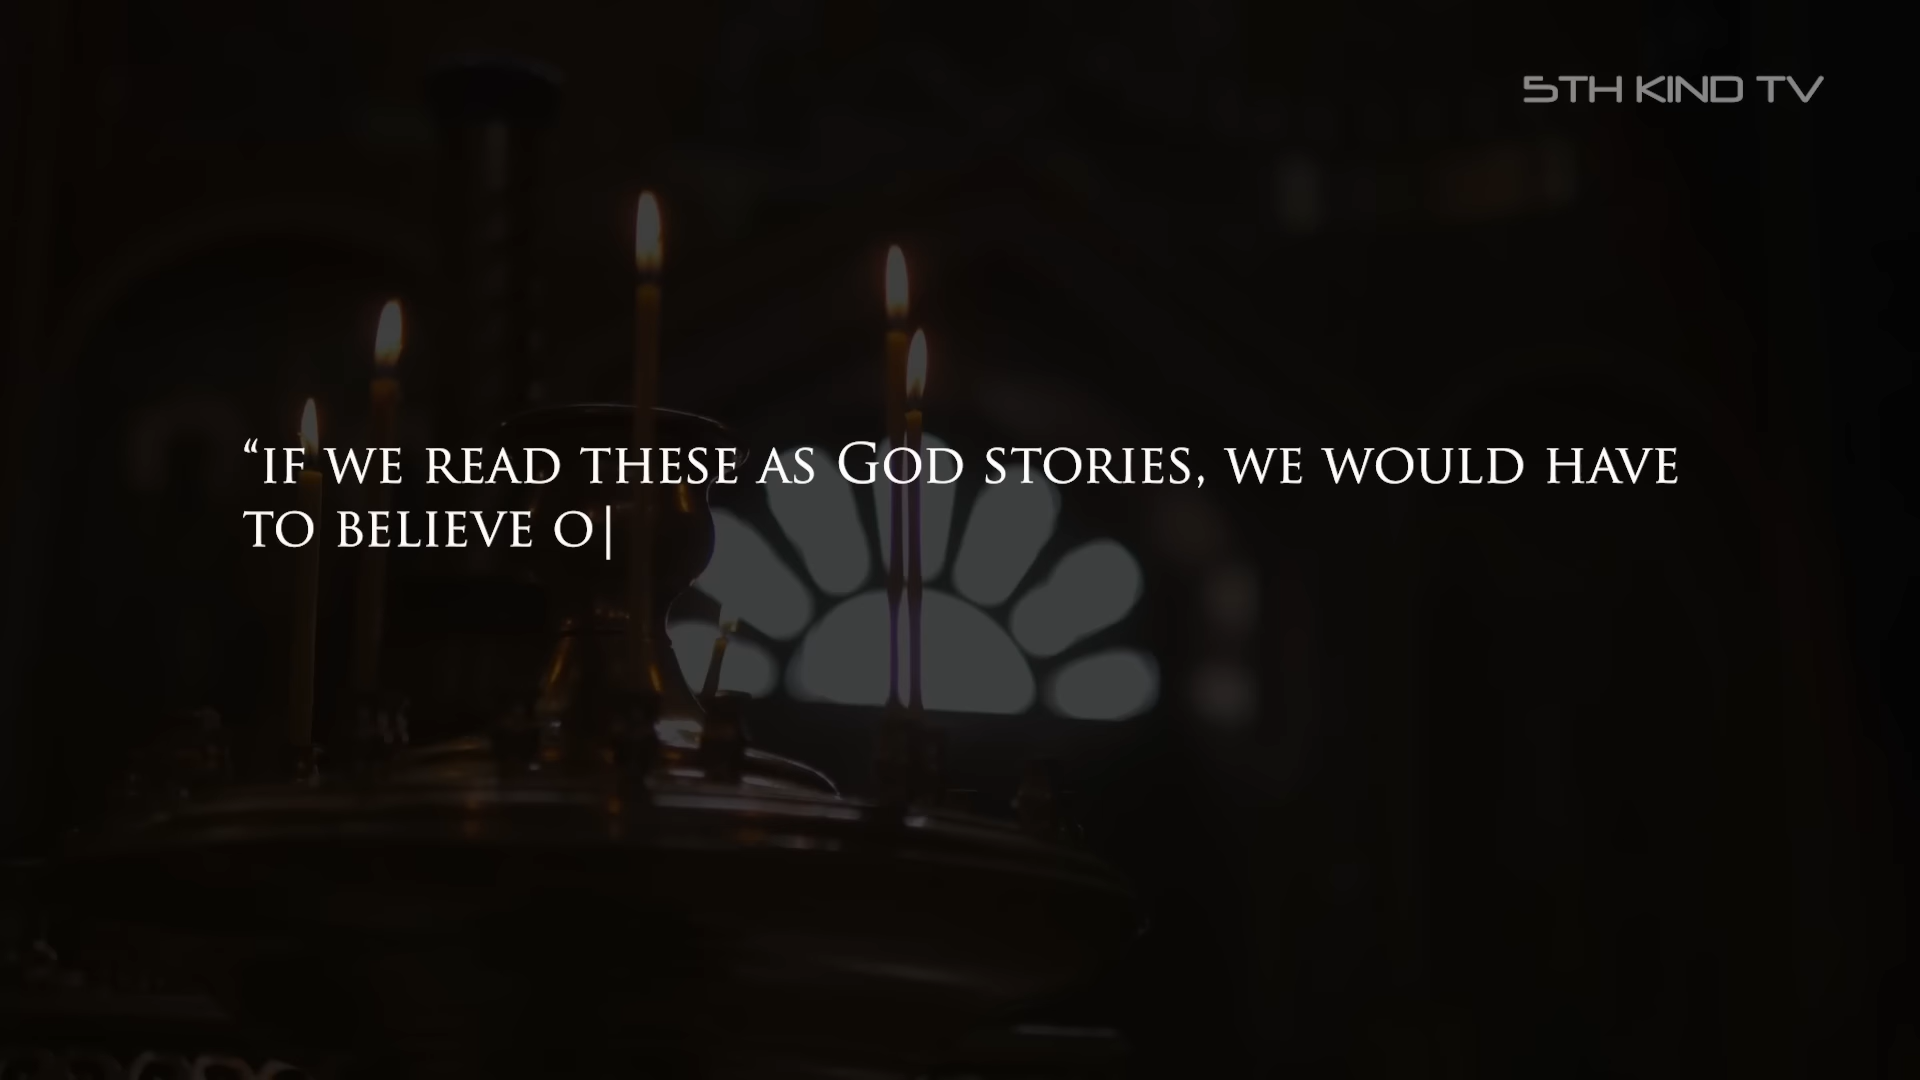 5TH KIND TV
“IF WE READ THESE AS GOD STORIES, WE WOULD HAVE
TO BELIEVE O|